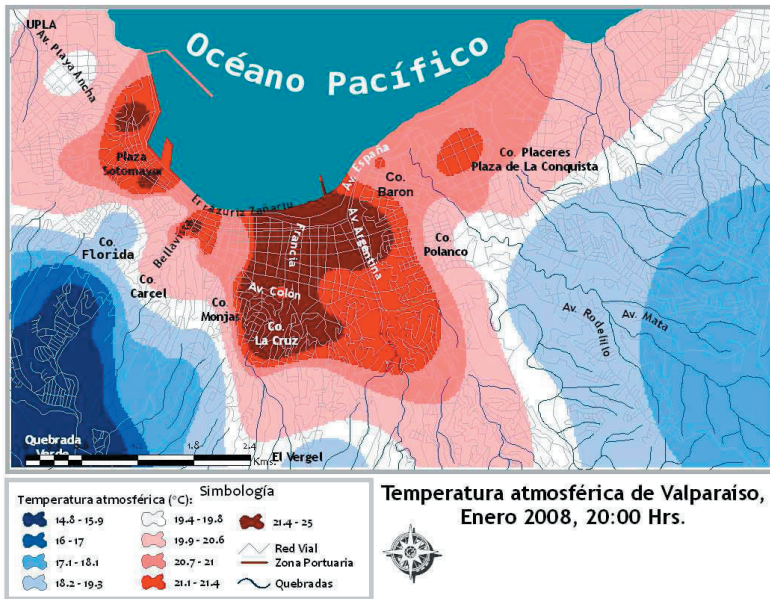 UPLA
Av. Playa Ancha
Océano Pacífico
Plaza
Sotomayor
Errazuriz Zañartu
Av. España
Co. Placeres
Plaza de La Conquista
Co.
Baron
Co.
Florida
Bellavista
Francia
Av. Argentina
Co.
Polanco
Co.
Carcel
Av. Colón
Co.
Monjas
Co.
La Cruz
Av. Rodelillo
Av. Mata
Quebrada
Verde
1.8
2.4
Kms.
El Vergel
Simbología
Temperatura atmosférica (°C):
14.8 - 15.9
16 - 17
17.1 - 18.1
18.2 - 19.3
19.4 - 19.8
19.9 - 20.6
20.7 - 21
21.1 - 21.4
21.4 - 25
Red Vial
Zona Portuaria
Quebradas
Temperatura atmosférica de Valparaíso,
Enero 2008, 20:00 Hrs.